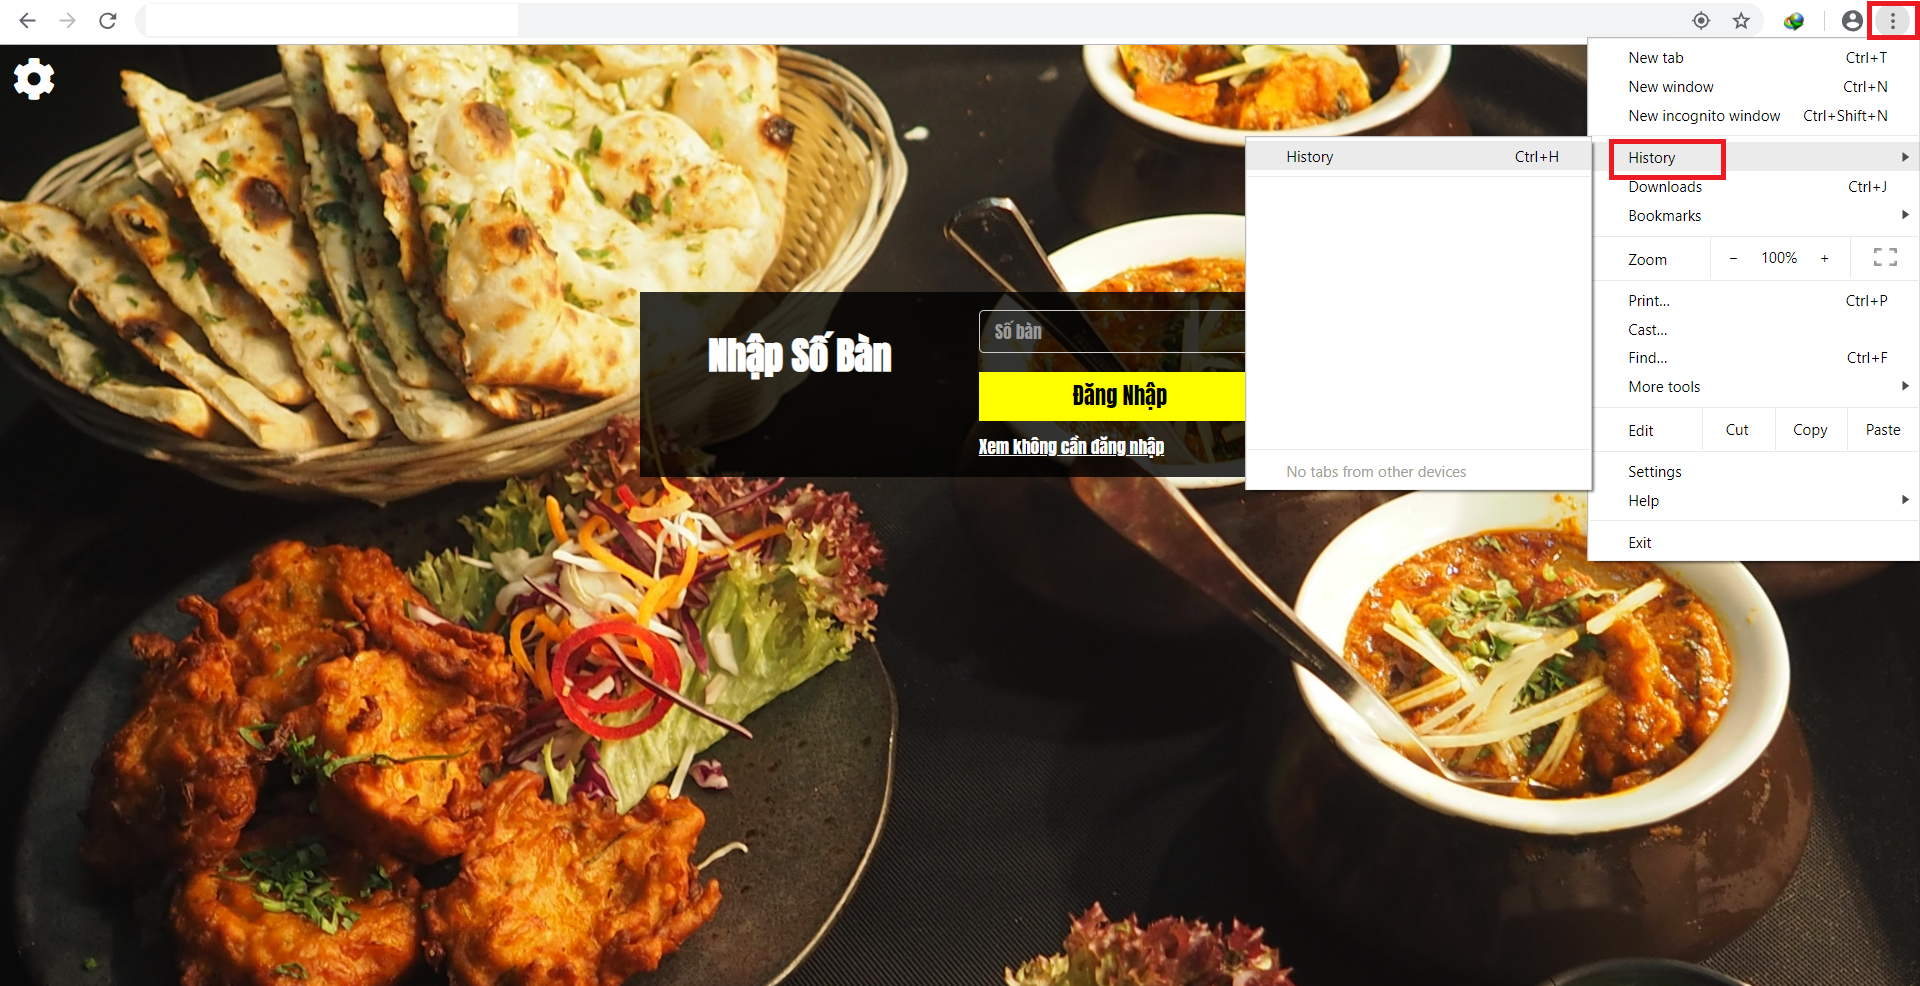 New tab Ctrl+T
New window Ctrl+N
New incognito window Ctrl+Shift+N
History
Downloads Ctrl+J
Bookmarks
Zoom − 100% +
Print... Ctrl+P
Cast...
Find... Ctrl+F
More tools
Edit Cut Copy Paste
Settings
Help
Exit
History Ctrl+H
No tabs from other devices
Nhập Số Bàn
Số bàn
Đăng Nhập
Xem không cần đăng nhập